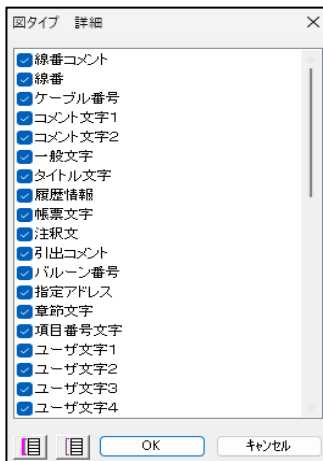 図タイプ　詳細
線番コメント
線番
ケーブル番号
コメント文字1
コメント文字2
一般文字
タイトル文字
履歴情報
帳票文字
注釈文
引出コメント
バルーン番号
指定アドレス
章節文字
項目番号文字
ユーザ文字1
ユーザ文字2
ユーザ文字3
ユーザ文字4
OK　キャンセル